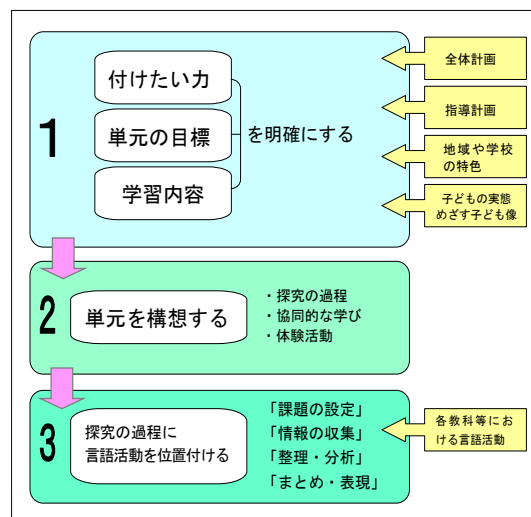 1
付けたい力
単元の目標
学習内容
を明確にする
全体計画
指導計画
地域や学校
の特色
子どもの実態
めざす子ども像
2
単元を構想する
・探究の過程
・協同的な学び
・体験活動
3
探究の過程に
言語活動を位置付ける
「課題の設定」
「情報の収集」
「整理・分析」
「まとめ・表現」
各教科等にお
ける言語活動